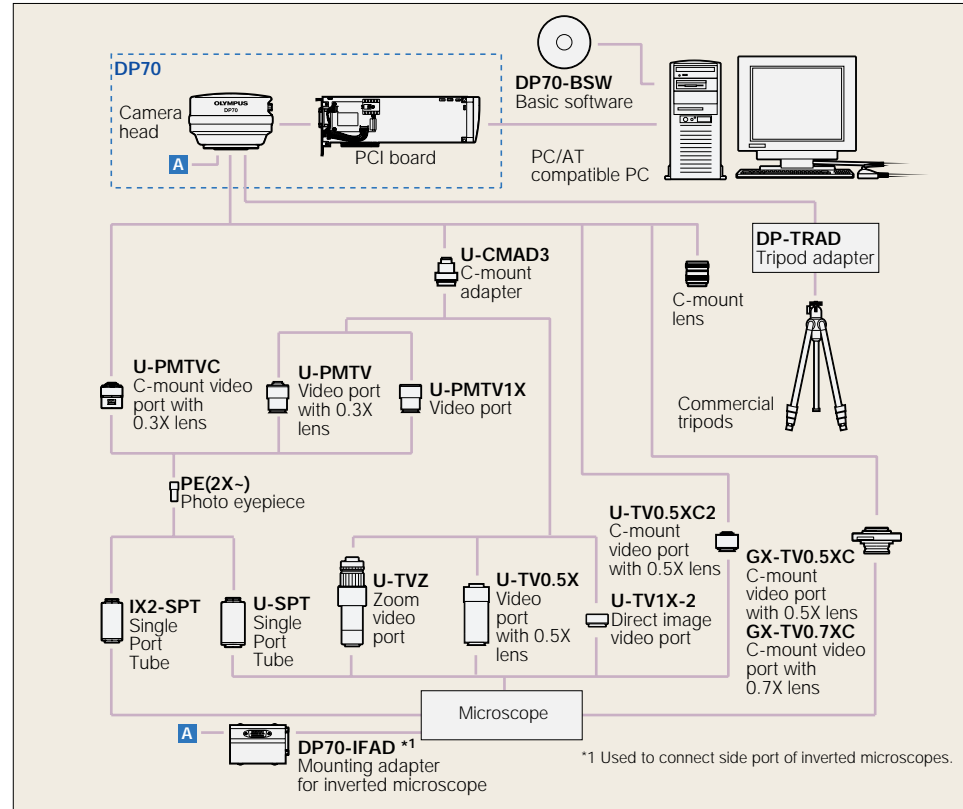 DP70
OLYMPUS
DP70
Camera
head
A
PCI board
DP70-BSW
Basic software
PC/AT
compatible PC
DP-TRAD
Tripod adapter
U-CMAD3
C-mount
adapter
C-mount
lens
Commercial
tripods
U-PMTVC
C-mount video
port with
0.3X lens
U-PMTV
Video port
with 0.3X
lens
U-PMTV1X
Video port
PE(2X~)
Photo eyepiece
IX2-SPT
Single
Port
Tube
U-SPT
Single
Port
Tube
U-TVZ
Zoom
video
port
U-TV0.5X
Video
port
with 0.5X
lens
U-TV1X-2
Direct image
video port
U-TV0.5XC2
C-mount
video port
with 0.5X lens
GX-TV0.5XC
C-mount
video port
with 0.5X lens
GX-TV0.7XC
C-mount video
port with
0.7X lens
Microscope
A
DP70-IFAD *1
Mounting adapter
for inverted microscope
*1 Used to connect side port of inverted microscopes.